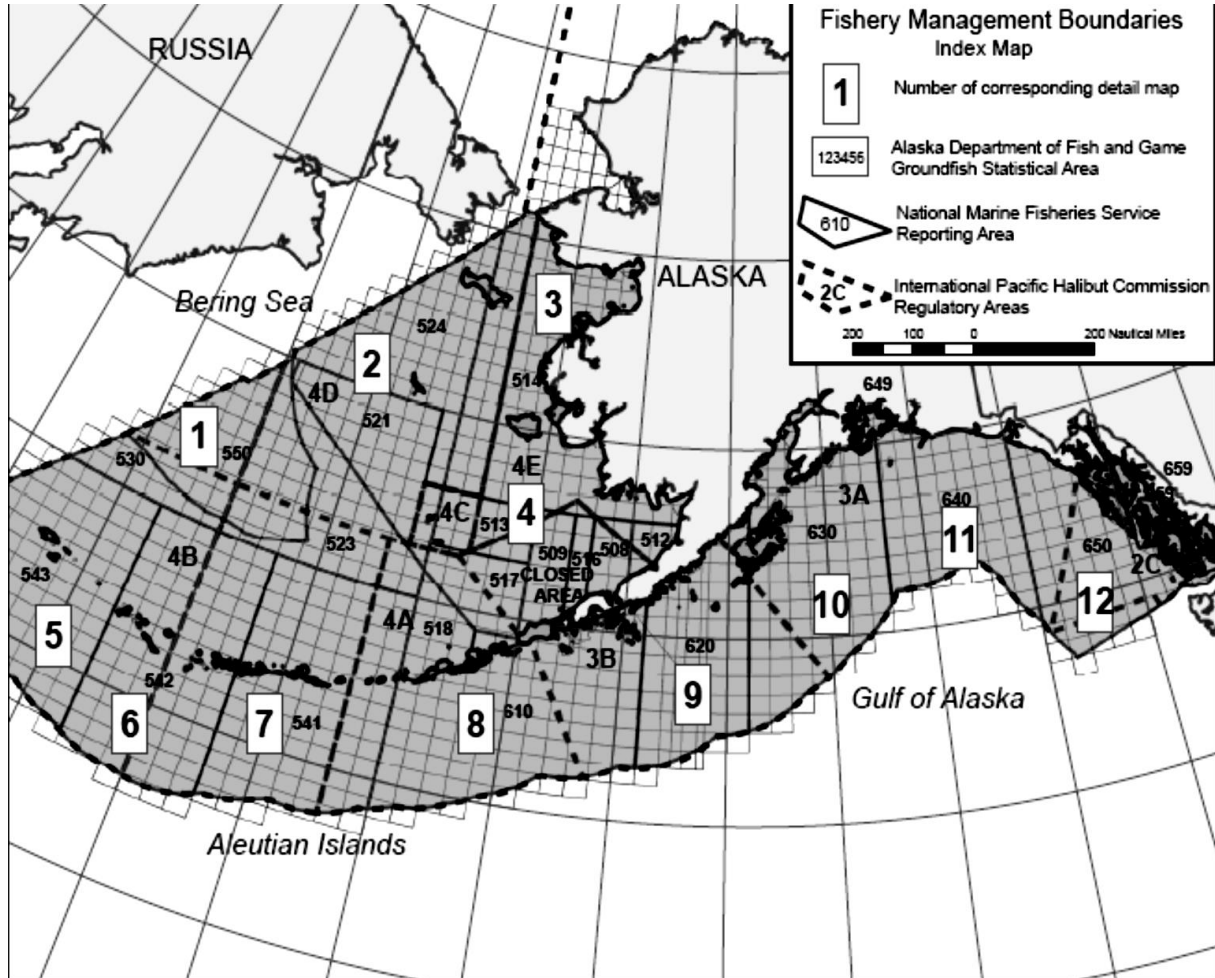 Fishery Management Boundaries
Index Map
1
Number of corresponding detail map
123456
Alaska Department of Fish and Game
Groundfish Statistical Area
610
National Marine Fisheries Service
Reporting Area
2C
International Pacific Halibut Commission
Regulatory Areas
200 100 0 200 Nautical Miles
RUSSIA
ALASKA
Bering Sea
3
524
2
514
4D
649
521
1
530
550
4E
659
3A
640
4C
513
4
630
11
650
509
516
508
512
523
4B
517
CLOSED
AREA
2C
543
10
12
4A
518
5
620
3B
542
9
Gulf of Alaska
6
7
541
8
610
Aleutian Islands